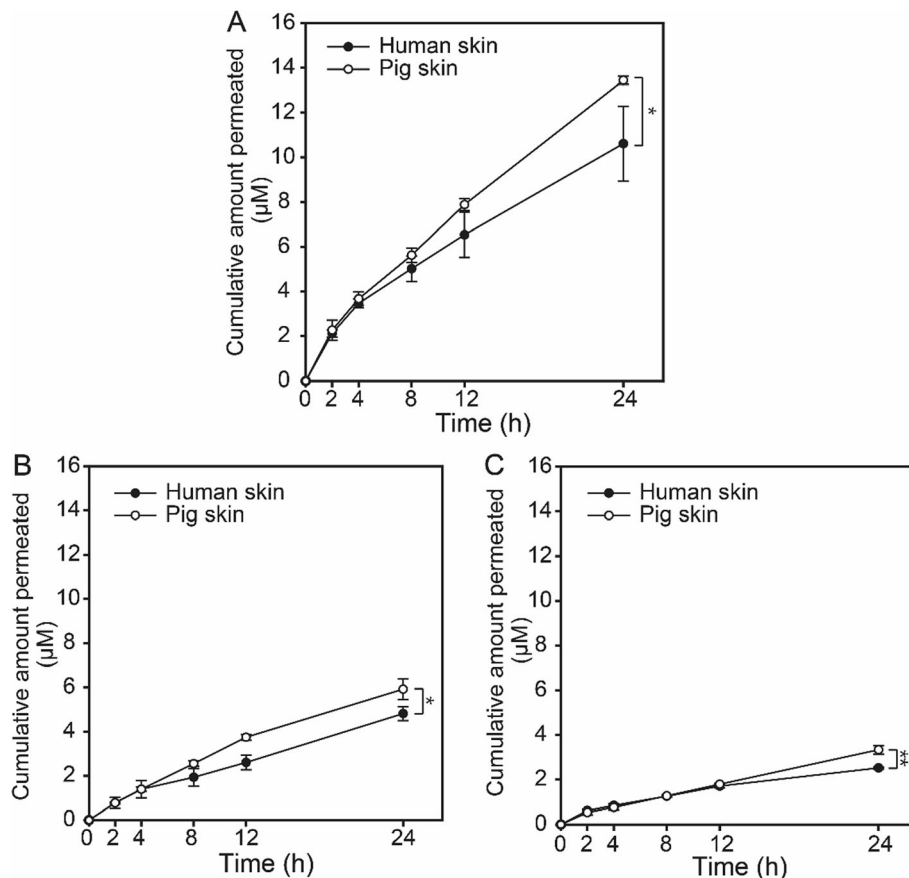 A
Cumulative amount permeated
(µM)
16
14
12
10
8
6
4
2
0
Human skin
Pig skin
*
0 2 4 8 12 24
Time (h)
B
Cumulative amount permeated
(µM)
16
14
12
10
8
6
4
2
0
Human skin
Pig skin
*
0 2 4 8 12 24
Time (h)
C
Cumulative amount permeated
(µM)
16
14
12
10
8
6
4
2
0
Human skin
Pig skin
**
0 2 4 8 12 24
Time (h)